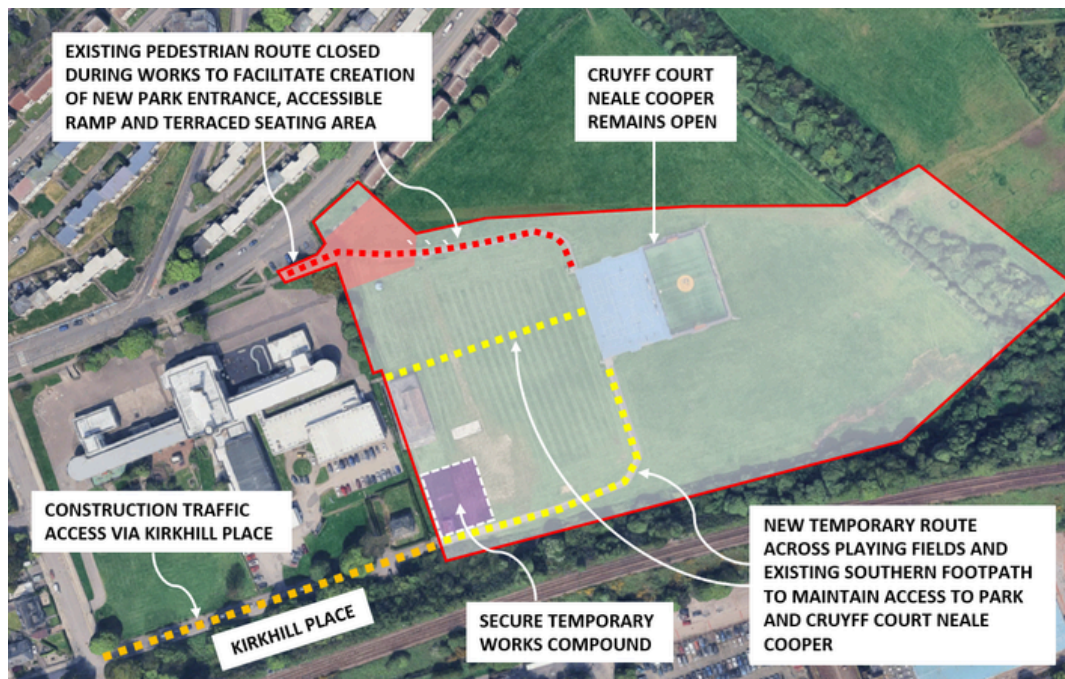 EXISTING PEDESTRIAN ROUTE CLOSED
DURING WORKS TO FACILITATE CREATION
OF NEW PARK ENTRANCE, ACCESSIBLE
RAMP AND TERRACED SEATING AREA
CRUYFF COURT
NEALE COOPER
REMAINS OPEN
CONSTRUCTION TRAFFIC
ACCESS VIA KIRKHILL PLACE
KIRKHILL PLACE
SECURE TEMPORARY
WORKS COMPOUND
NEW TEMPORARY ROUTE
ACROSS PLAYING FIELDS AND
EXISTING SOUTHERN FOOTPATH
TO MAINTAIN ACCESS TO PARK
AND CRUYFF COURT NEALE
COOPER